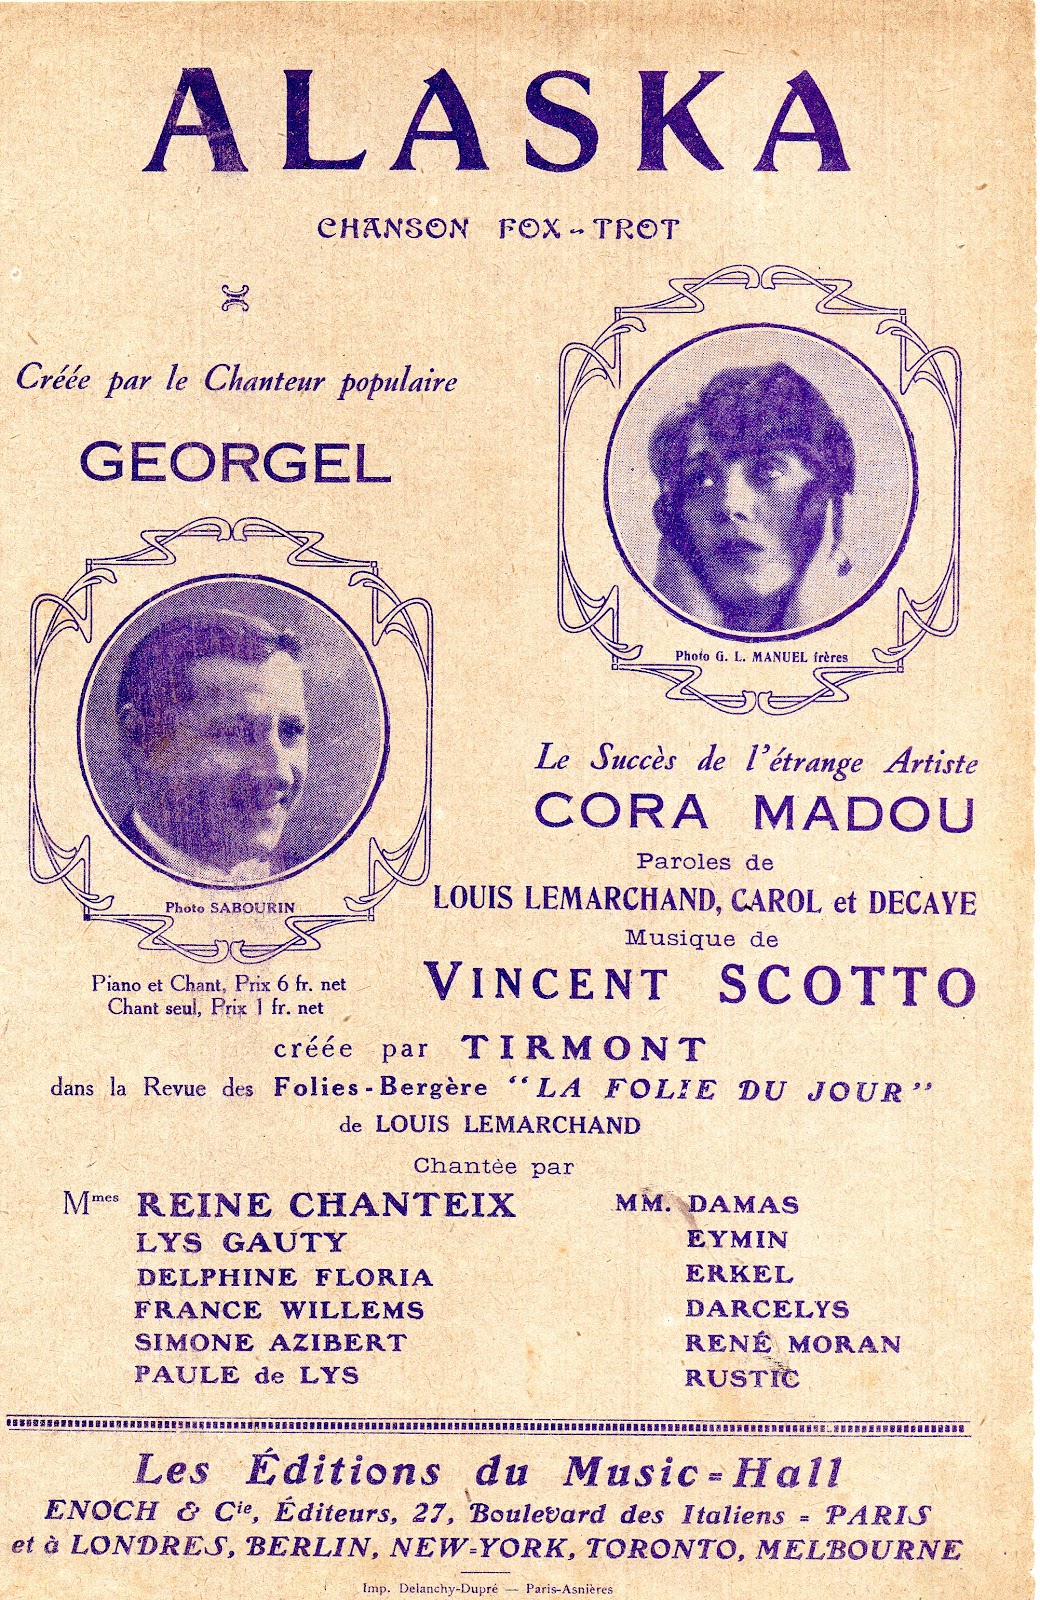 ALASKA
CHANSON FOX-TROT
Créée par le Chanteur populaire
GEORGEL
Photo SABOURIN
Piano et Chant, Prix 6 fr. net
Chant seul, Prix 1 fr. net
Photo G. L. MANUEL frères
Le Succès de l'étrange Artiste
CORA MADOU
Paroles de
LOUIS LEMARCHAND, CAROL et DECAYE
Musique de
VINCENT SCOTTO
créée par TIRMONT
dans la Revue des Folies-Bergère "LA FOLIE DU JOUR"
de LOUIS LEMARCHAND
Chantée par
Mmes REINE CHANTEIX
LYS GAUTY
DELPHINE FLORIA
FRANCE WILLEMS
SIMONE AZIBERT
PAULE de LYS
MM. DAMAS
EYMIN
ERKEL
DARCELYS
RENÉ MORAN
RUSTIC
Les Éditions du Music-Hall
ENOCH & Cie, Éditeurs, 27, Boulevard des Italiens - PARIS
et à LONDRES, BERLIN, NEW-YORK, TORONTO, MELBOURNE
Imp. Delanchy-Dupré — Paris-Asnières